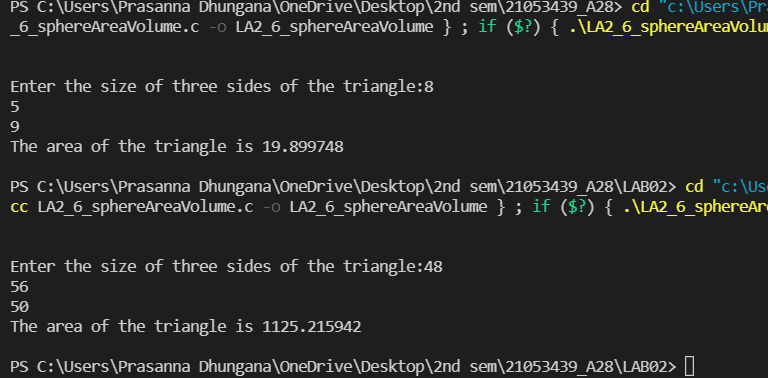 PS C:\Users\Prasanna Dhungana\OneDrive\Desktop\2nd sem\21053439_A28> cd "c:\Users\Pra
_6_sphereAreaVolume.c -o LA2_6_sphereAreaVolume } ; if ($?) { .\LA2_6_sphereAreaVolum
Enter the size of three sides of the triangle:8
5
9
The area of the triangle is 19.899748
PS C:\Users\Prasanna Dhungana\OneDrive\Desktop\2nd sem\21053439_A28\LAB02> cd "c:\Use
cc LA2_6_sphereAreaVolume.c -o LA2_6_sphereAreaVolume } ; if ($?) { .\LA2_6_sphereAre
Enter the size of three sides of the triangle:48
56
50
The area of the triangle is 1125.215942
PS C:\Users\Prasanna Dhungana\OneDrive\Desktop\2nd sem\21053439_A28\LAB02>